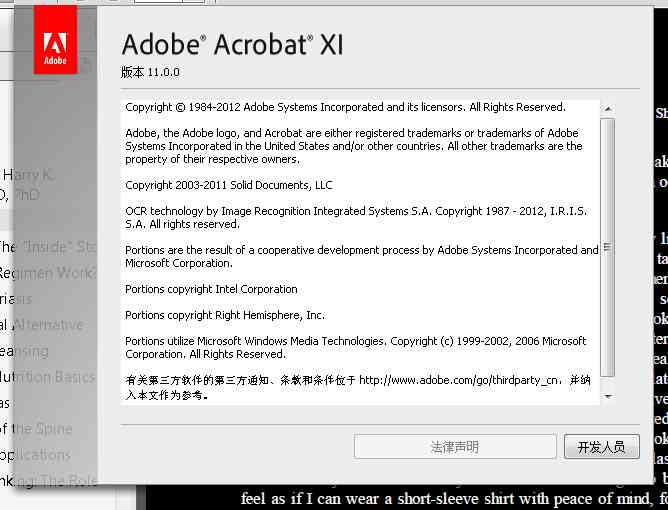 Adobe
Adobe® Acrobat® XI
版本 11.0.0
Copyright © 1984-2012 Adobe Systems Incorporated and its licensors. All Rights Reserved.
Adobe, the Adobe logo, and Acrobat are either registered trademarks or trademarks of Adobe
Systems Incorporated in the United States and/or other countries. All other trademarks are the
property of their respective owners.
Copyright 2003-2011 Solid Documents, LLC
OCR technology by Image Recognition Integrated Systems S.A. Copyright 1987 - 2012, I.R.I.S.
S.A. All rights reserved.
Portions are the result of a cooperative development process by Adobe Systems Incorporated and
Microsoft Corporation.
Portions copyright Intel Corporation
Portions copyright Right Hemisphere, Inc.
Portions utilize Microsoft Windows Media Technologies. Copyright (c) 1999-2002, 2006 Microsoft
Corporation. All Rights Reserved.
有关第三方软件的第三方通知、条款和条件位于 http://www.adobe.com/go/thirdparty_cn，并纳
入本文作为参考。
法律声明
开发人员
Harry K.
D, ?hD
The "Inside" Sto
Regimen Work?
riasis
al Alternative
eansing
Nutrition Basics
as
of the Spine
pplications
nking: The Role
feel as if I can wear a short-sleeve shirt with peace of mind, fo